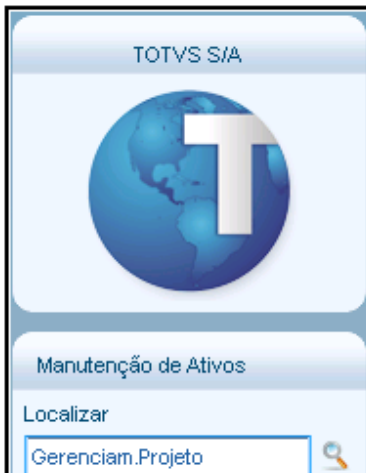 TOTVS S/A
T
Manutenção de Ativos
Localizar
Gerenciam.Projeto